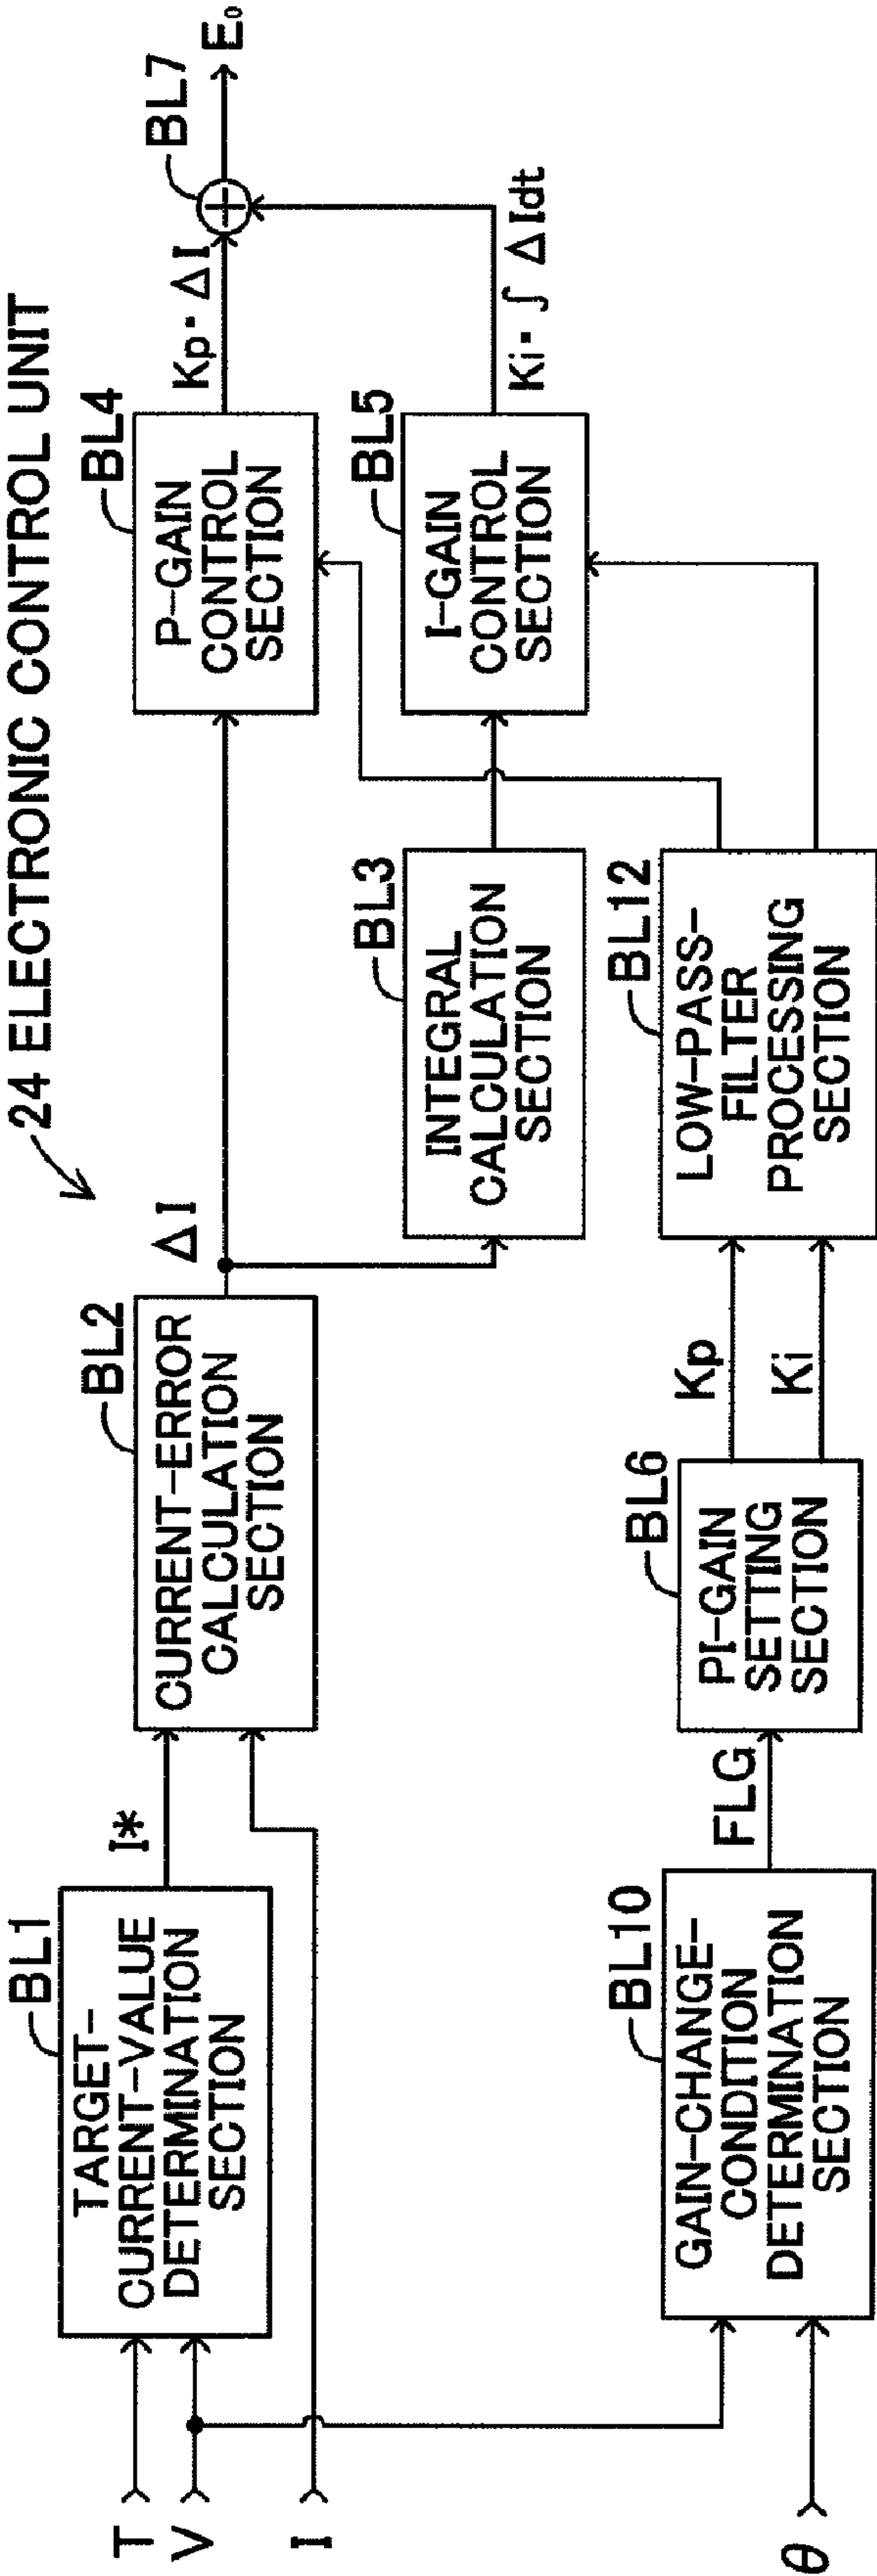 24 ELECTRONIC CONTROL UNIT
T
V
I
θ
BL1
TARGET-
CURRENT-VALUE
DETERMINATION
SECTION
I*
BL2
CURRENT-ERROR
CALCULATION
SECTION
ΔI
BL4
P-GAIN
CONTROL
SECTION
Kp・ΔI
BL7
E₀
BL3
INTEGRAL
CALCULATION
SECTION
BL5
I-GAIN
CONTROL
SECTION
Ki・∫ΔIdt
BL10
GAIN-CHANGE-
CONDITION
DETERMINATION
SECTION
FLG
BL6
PI-GAIN
SETTING
SECTION
Kp
Ki
BL12
LOW-PASS-
FILTER
PROCESSING
SECTION